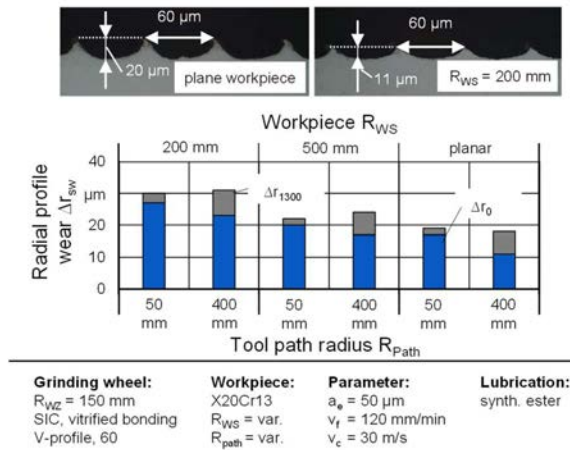 60 µm
20 µm
plane workpiece
60 µm
11 µm
R_WS = 200 mm
Workpiece R_WS
200 mm
500 mm
planar
Radial profile
wear Δr_sw
40
µm
20
10
0
Δr_1300
Δr_0
50
mm
400
mm
50
mm
400
mm
50
mm
400
mm
Tool path radius R_Path
Grinding wheel:
R_WZ = 150 mm
SIC, vitrified bonding
V-profile, 60
Workpiece:
X20Cr13
R_WS = var.
R_path = var.
Parameter:
a_e = 50 µm
v_f = 120 mm/min
v_c = 30 m/s
Lubrication:
synth. ester